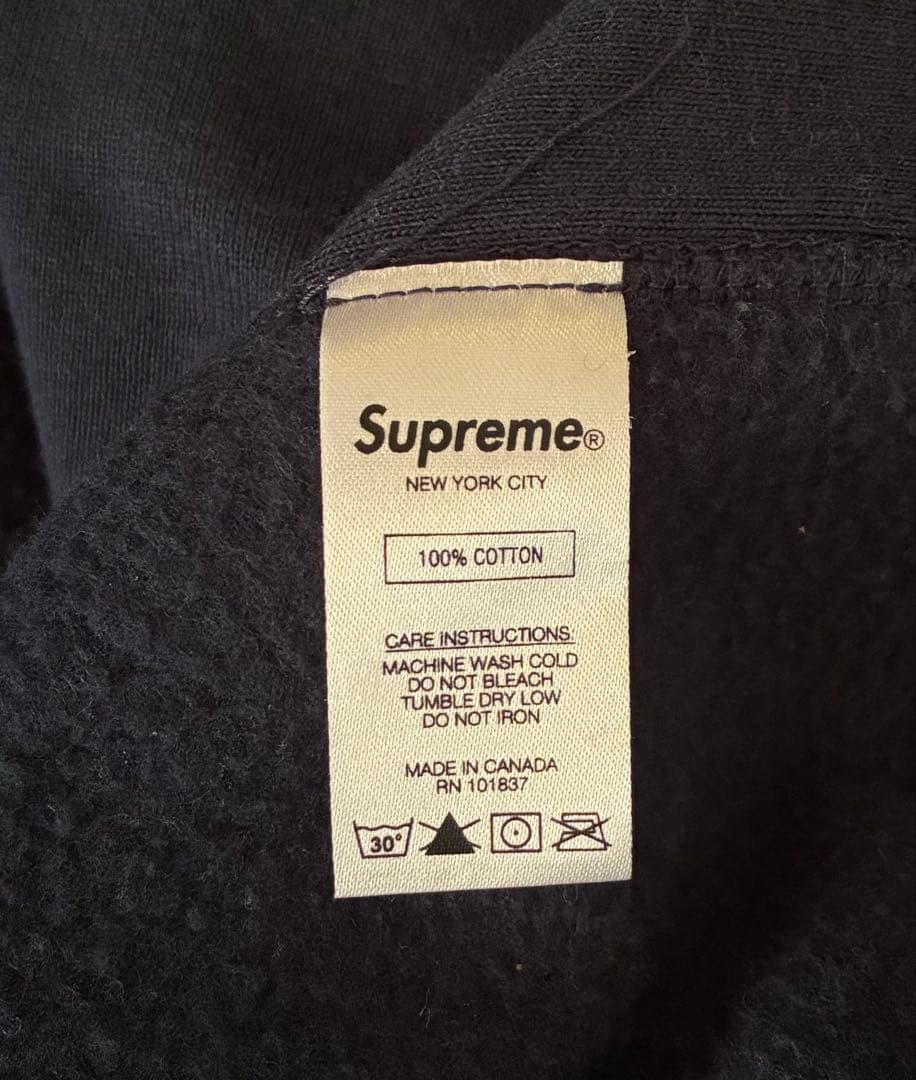 Supreme®
NEW YORK CITY
100% COTTON
CARE INSTRUCTIONS:
MACHINE WASH COLD
DO NOT BLEACH
TUMBLE DRY LOW
DO NOT IRON
MADE IN CANADA
RN 101837
30°